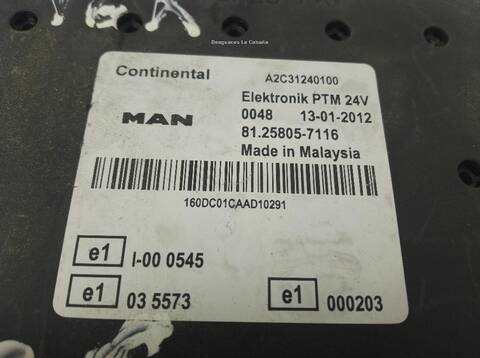 Desguaces La Cabaña
Continental A2C31240100
MAN
Elektronik PTM 24V
0048 13-01-2012
81.25805-7116
Made in Malaysia
160DC01CAAD10291
e1 I-00 0545
e1 03 5573
e1 000203